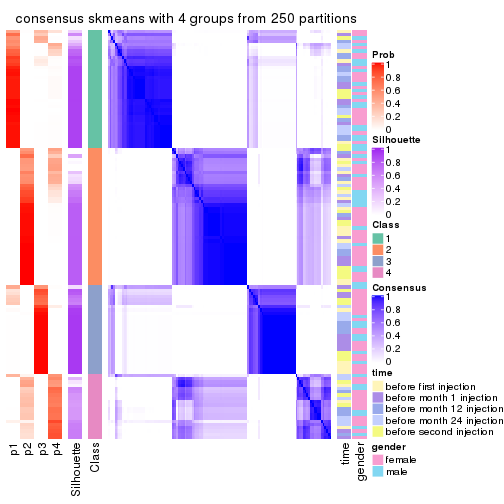 consensus skmeans with 4 groups from 250 partitions
Prob
1
0.8
0.6
0.4
0.2
0
Silhouette
1
0.8
0.6
0.4
0.2
0
Class
1
2
3
4
Consensus
1
0.8
0.6
0.4
0.2
0
time
before first injection
before month 1 injection
before month 12 injection
before month 24 injection
before second injection
gender
female
male
p1
p2
p3
p4
Silhouette
Class
time
gender